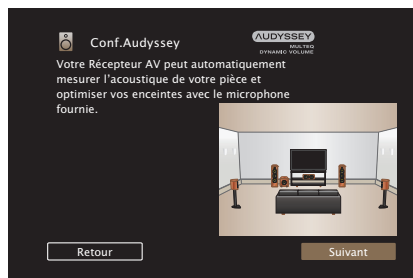 Conf.Audyssey
AUDYSSEY
MULTEQ
DYNAMIC VOLUME
Votre Récepteur AV peut automatiquement
mesurer l'acoustique de votre pièce et
optimiser vos enceintes avec le microphone
fournie.
Retour
Suivant